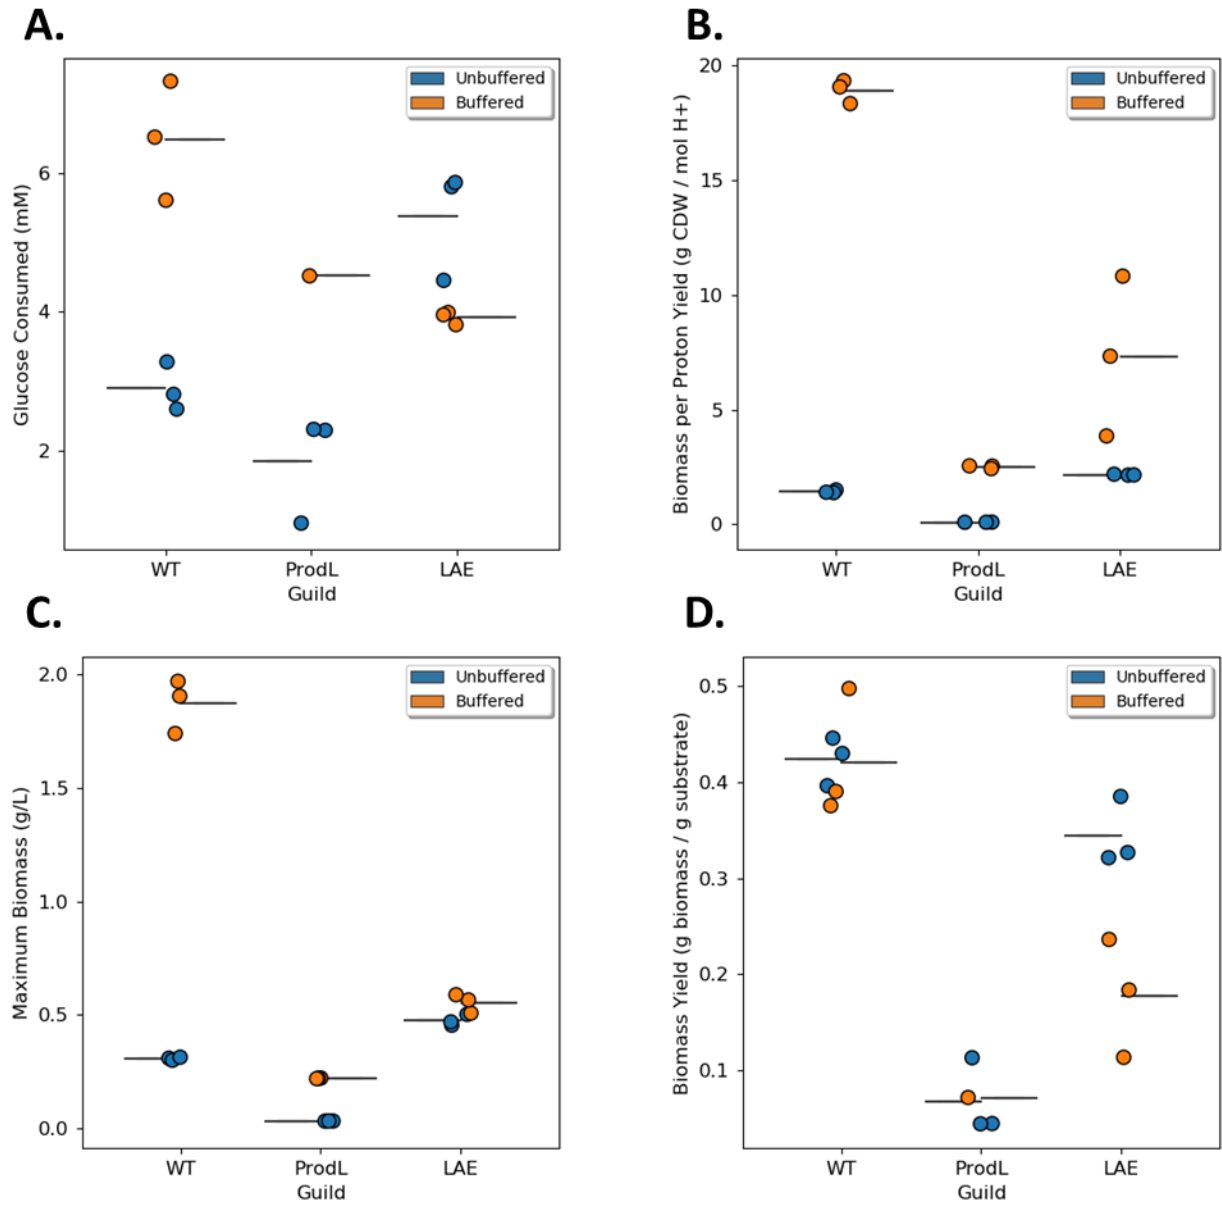 A.
Unbuffered
Buffered
6
4
2
Glucose Consumed (mM)
WT
ProdL
LAE
Guild
B.
Unbuffered
Buffered
20
15
10
5
0
Biomass per Proton Yield (g CDW / mol H+)
WT
ProdL
LAE
Guild
C.
Unbuffered
Buffered
2.0
1.5
1.0
0.5
0.0
Maximum Biomass (g/L)
WT
ProdL
LAE
Guild
D.
Unbuffered
Buffered
0.5
0.4
0.3
0.2
0.1
Biomass Yield (g biomass / g substrate)
WT
ProdL
LAE
Guild